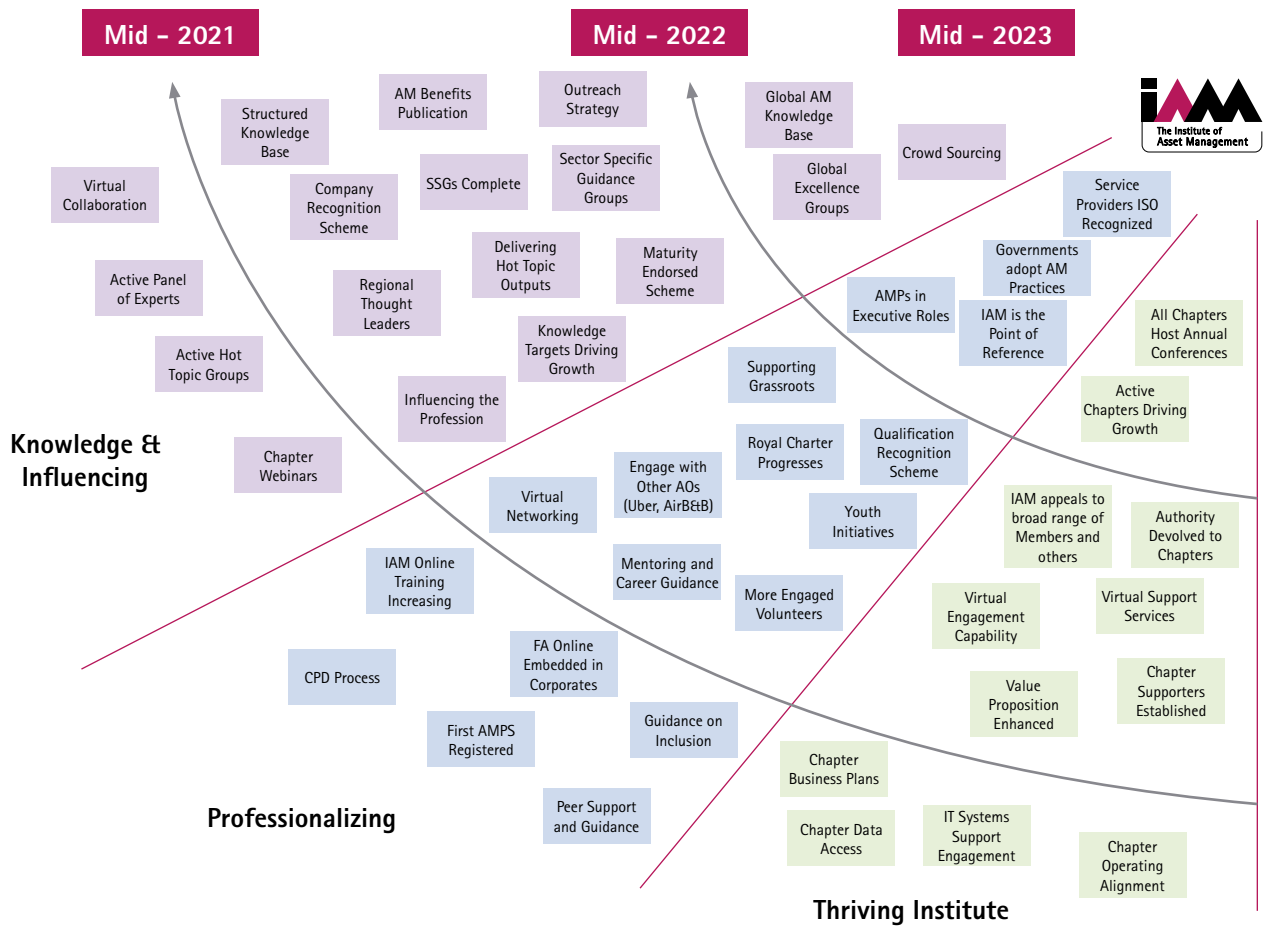 Mid - 2021
Mid - 2022
Mid - 2023
iAM
The Institute of
Asset Management
Structured
Knowledge
Base
AM Benefits
Publication
Outreach
Strategy
Global AM
Knowledge
Base
Crowd Sourcing
Virtual
Collaboration
Company
Recognition
Scheme
SSGs Complete
Sector Specific
Guidance
Groups
Global
Excellence
Groups
Service
Providers ISO
Recognized
Active Panel
of Experts
Regional
Thought
Leaders
Delivering
Hot Topic
Outputs
Maturity
Endorsed
Scheme
AMPs in
Executive Roles
Governments
adopt AM
Practices
IAM is the
Point of
Reference
All Chapters
Host Annual
Conferences
Active Hot
Topic Groups
Knowledge
Targets Driving
Growth
Supporting
Grassroots
Active
Chapters Driving
Growth
Influencing the
Profession
Knowledge &
Influencing
Chapter
Webinars
Royal Charter
Progresses
Qualification
Recognition
Scheme
Virtual
Networking
Engage with
Other AOs
(Uber, AirB&B)
Youth
Initiatives
IAM appeals to
broad range of
Members and
others
Authority
Devolved to
Chapters
IAM Online
Training
Increasing
Mentoring and
Career Guidance
More Engaged
Volunteers
Virtual
Engagement
Capability
Virtual Support
Services
CPD Process
FA Online
Embedded in
Corporates
Value
Proposition
Enhanced
Chapter
Supporters
Established
First AMPS
Registered
Guidance on
Inclusion
Chapter
Business Plans
Professionalizing
Peer Support
and Guidance
Chapter Data
Access
IT Systems
Support
Engagement
Chapter
Operating
Alignment
Thriving Institute